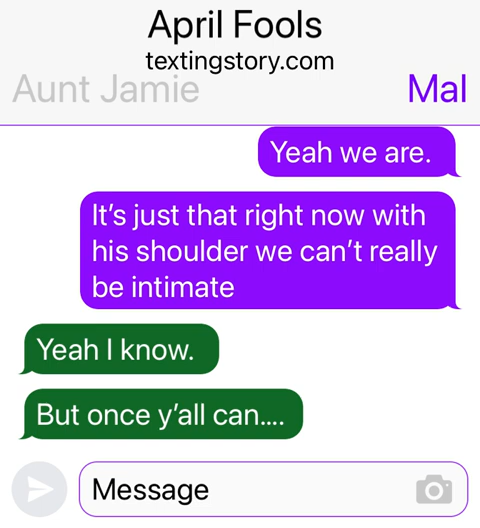 April Fools
textingstory.com
Aunt Jamie Mal
Yeah we are.
It’s just that right now with
his shoulder we can’t really
be intimate
Yeah I know.
But once y’all can....
Message